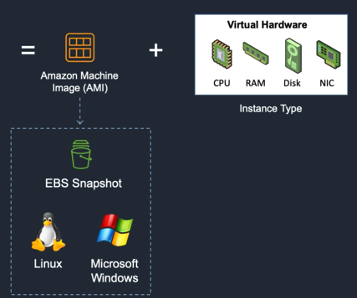 =
Amazon Machine
Image (AMI)
+
Virtual Hardware
CPU RAM Disk NIC
Instance Type
EBS Snapshot
Linux
Microsoft
Windows